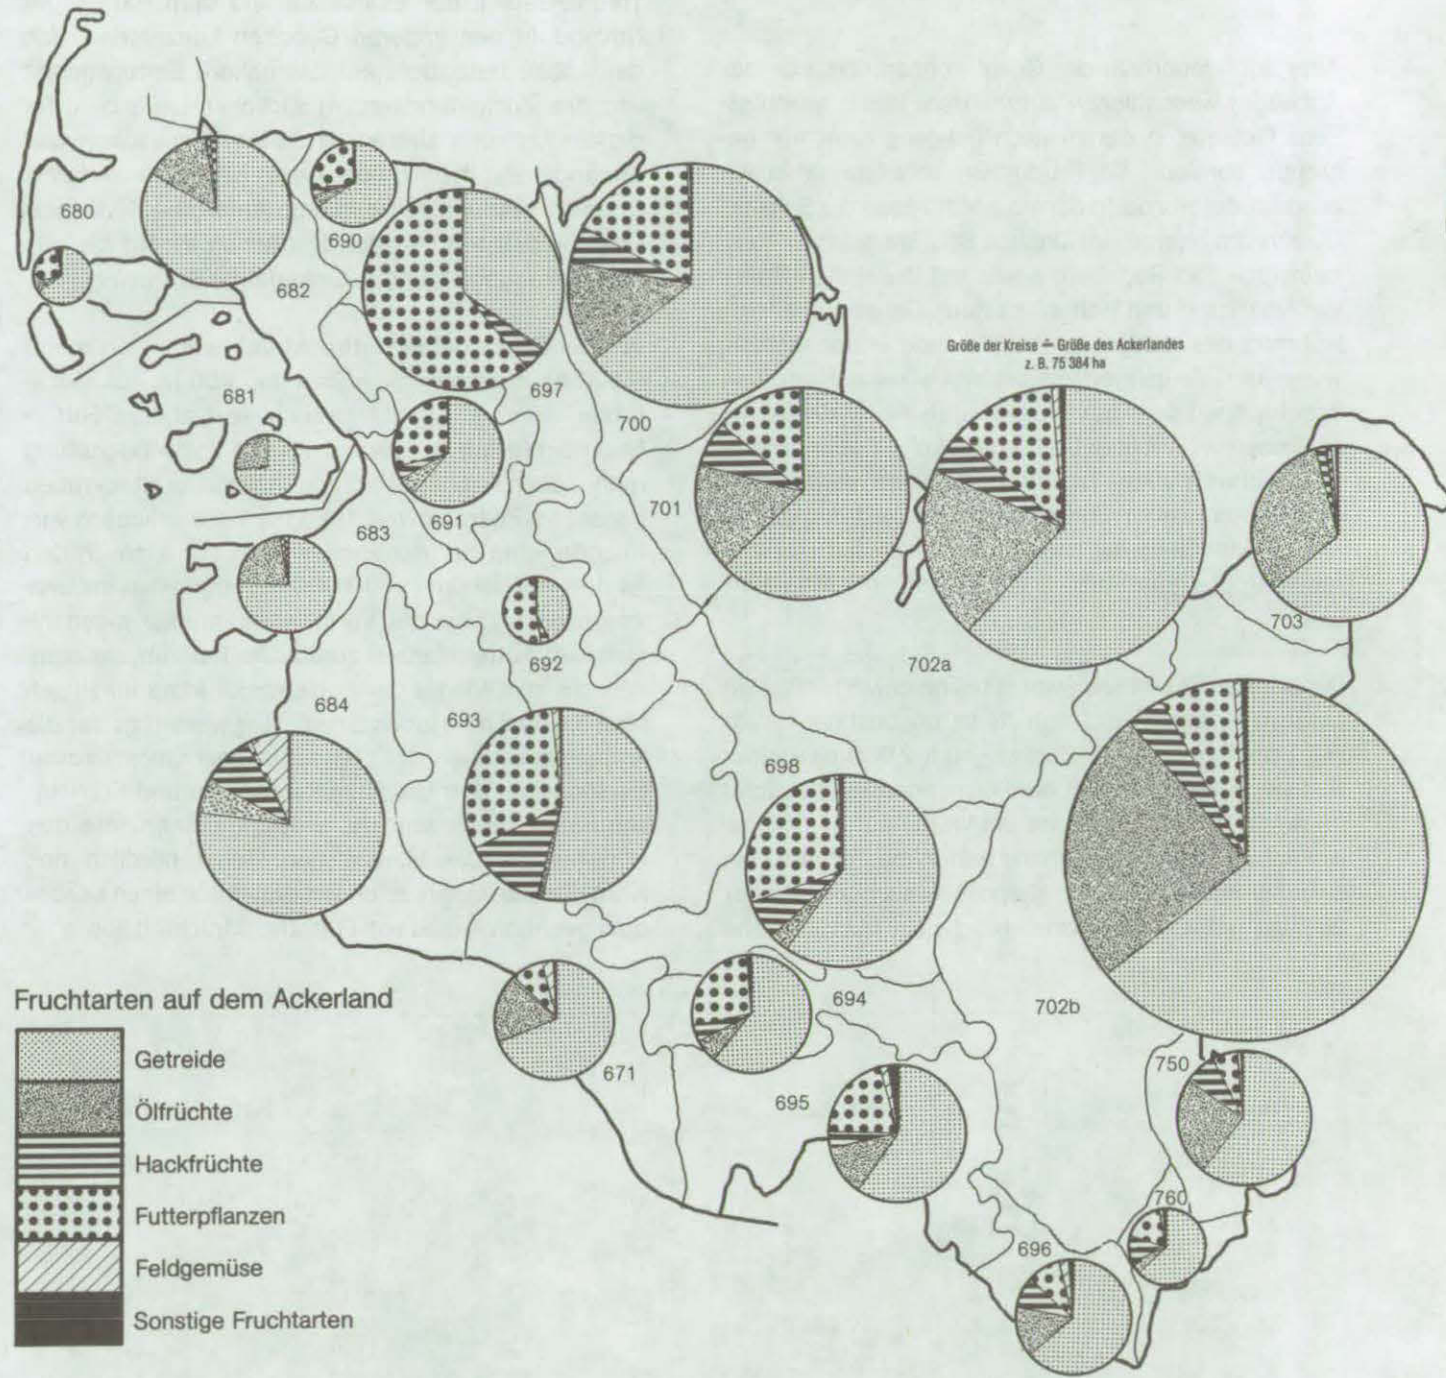 680
690
682
697
700
Größe der Kreise ≙ Größe des Ackerlandes
z. B. 75 384 ha
681
691
683
701
703
692
702a
684
693
698
694
702b
671
695
750
760
696
Fruchtarten auf dem Ackerland
Getreide
Ölfrüchte
Hackfrüchte
Futterpflanzen
Feldgemüse
Sonstige Fruchtarten